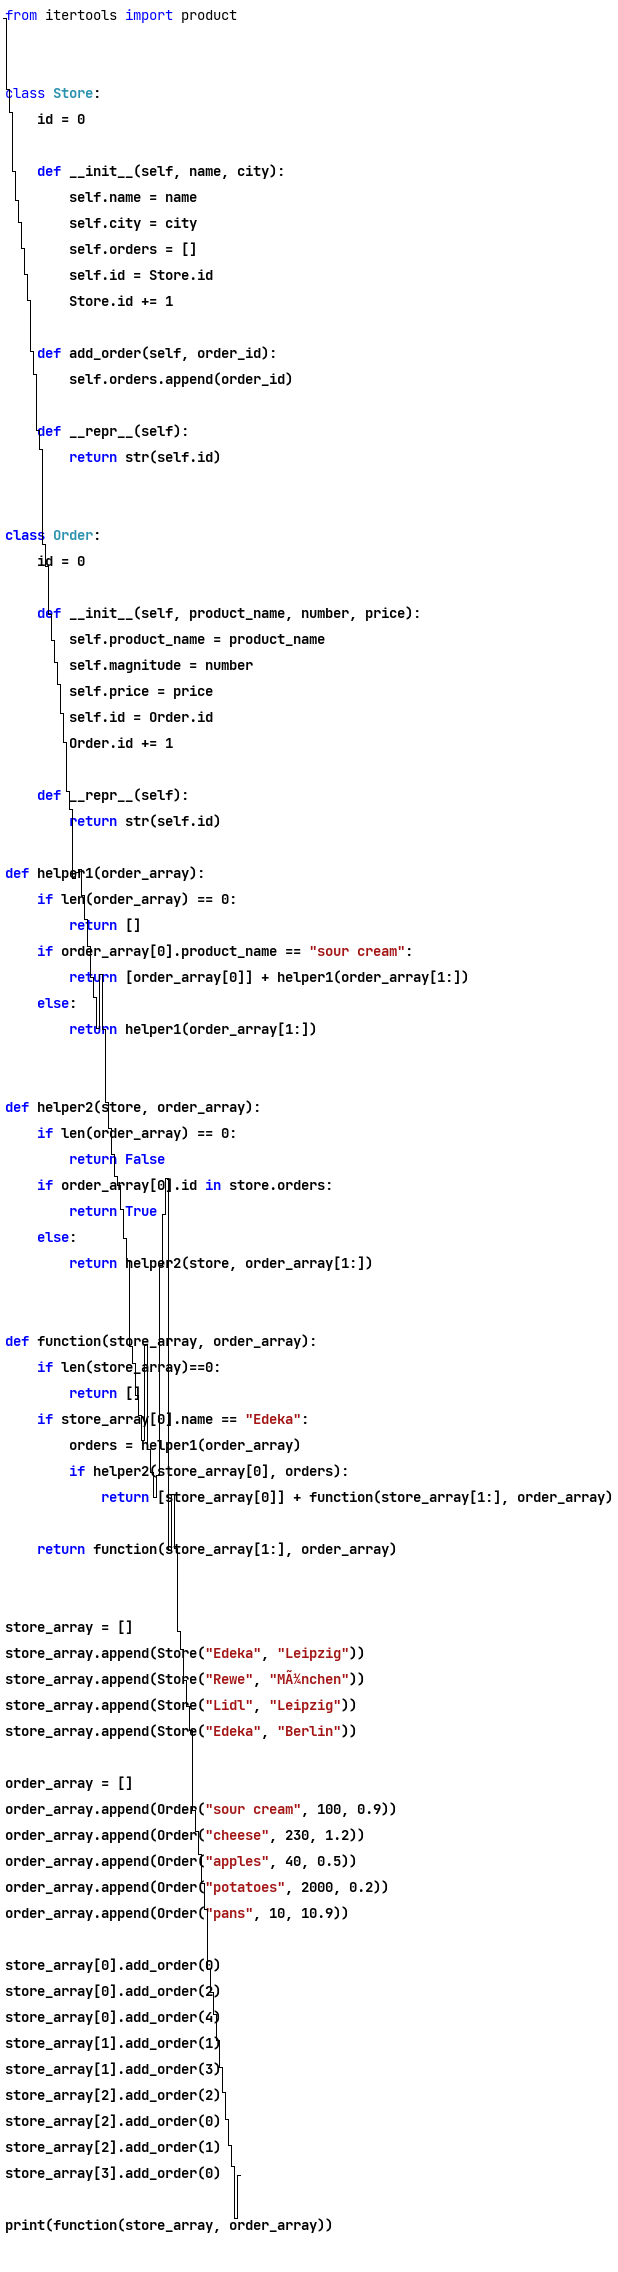 from itertools import product
class Store:
    id = 0
    def __init__(self, name, city):
        self.name = name
        self.city = city
        self.orders = []
        self.id = Store.id
        Store.id += 1
    def add_order(self, order_id):
        self.orders.append(order_id)
    def __repr__(self):
        return str(self.id)
class Order:
    id = 0
    def __init__(self, product_name, number, price):
        self.product_name = product_name
        self.magnitude = number
        self.price = price
        self.id = Order.id
        Order.id += 1
    def __repr__(self):
        return str(self.id)
def helper1(order_array):
    if len(order_array) == 0:
        return []
    if order_array[0].product_name == "sour cream":
        return [order_array[0]] + helper1(order_array[1:])
    else:
        return helper1(order_array[1:])
def helper2(store, order_array):
    if len(order_array) == 0:
        return False
    if order_array[0].id in store.orders:
        return True
    else:
        return helper2(store, order_array[1:])
def function(store_array, order_array):
    if len(store_array)==0:
        return []
    if store_array[0].name == "Edeka":
        orders = helper1(order_array)
        if helper2(store_array[0], orders):
            return [store_array[0]] + function(store_array[1:], order_array)
    return function(store_array[1:], order_array)
store_array = []
store_array.append(Store("Edeka", "Leipzig"))
store_array.append(Store("Rewe", "MÃ¼nchen"))
store_array.append(Store("Lidl", "Leipzig"))
store_array.append(Store("Edeka", "Berlin"))
order_array = []
order_array.append(Order("sour cream", 100, 0.9))
order_array.append(Order("cheese", 230, 1.2))
order_array.append(Order("apples", 40, 0.5))
order_array.append(Order("potatoes", 2000, 0.2))
order_array.append(Order("pans", 10, 10.9))
store_array[0].add_order(0)
store_array[0].add_order(2)
store_array[0].add_order(4)
store_array[1].add_order(1)
store_array[1].add_order(3)
store_array[2].add_order(2)
store_array[2].add_order(0)
store_array[2].add_order(1)
store_array[3].add_order(0)
print(function(store_array, order_array))